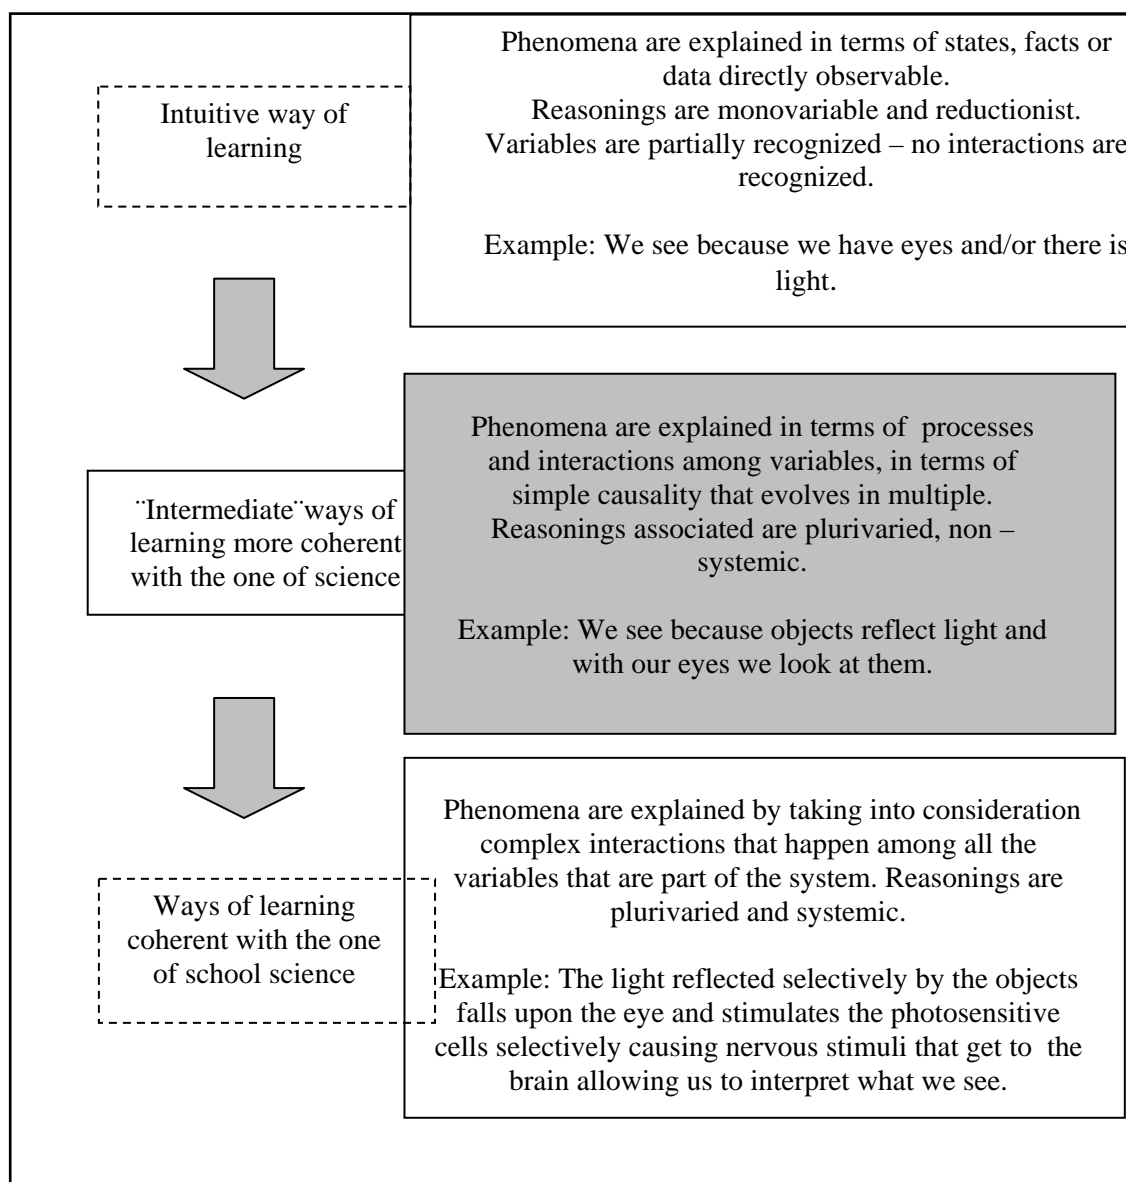 Intuitive way of
learning
Phenomena are explained in terms of states, facts or
data directly observable.
Reasonings are monovariable and reductionist.
Variables are partially recognized – no interactions are
recognized.
Example: We see because we have eyes and/or there is
light.
¨Intermediate¨ways of
learning more coherent
with the one of science
Phenomena are explained in terms of processes
and interactions among variables, in terms of
simple causality that evolves in multiple.
Reasonings associated are plurivaried, non –
systemic.
Example: We see because objects reflect light and
with our eyes we look at them.
Ways of learning
coherent with the one
of school science
Phenomena are explained by taking into consideration
complex interactions that happen among all the
variables that are part of the system. Reasonings are
plurivaried and systemic.
Example: The light reflected selectively by the objects
falls upon the eye and stimulates the photosensitive
cells selectively causing nervous stimuli that get to the
brain allowing us to interpret what we see.